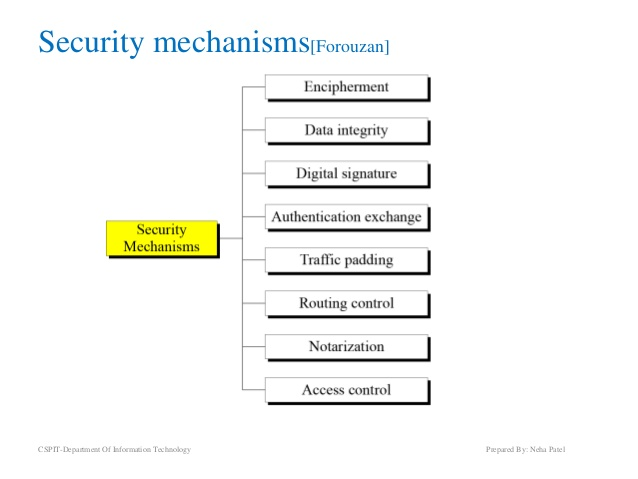 Security mechanisms[Forouzan]
Encipherment
Data integrity
Digital signature
Authentication exchange
Security
Mechanisms
Traffic padding
Routing control
Notarization
Access control
CSPIT-Department Of Information Technology
Prepared By: Neha Patel